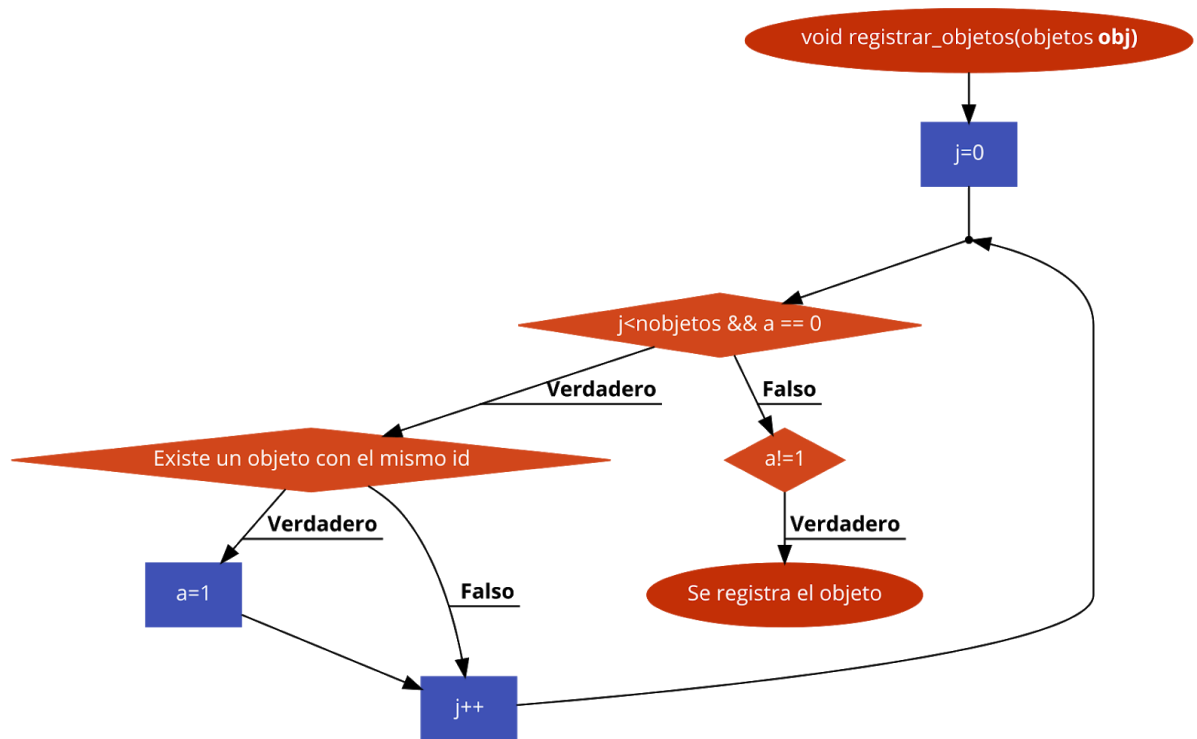 void registrar_objetos(objetos obj)
j=0
j<nobjetos && a == 0
Verdadero
Falso
Existe un objeto con el mismo id
a!=1
Verdadero
Verdadero
Falso
a=1
Se registra el objeto
j++